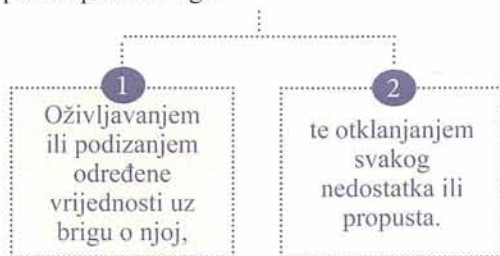 1
Oživljavanjem
ili podizanjem
određene
vrijednosti uz
brigu o njoj,
2
te otklanjanjem
svakog
nedostatka ili
propusta.